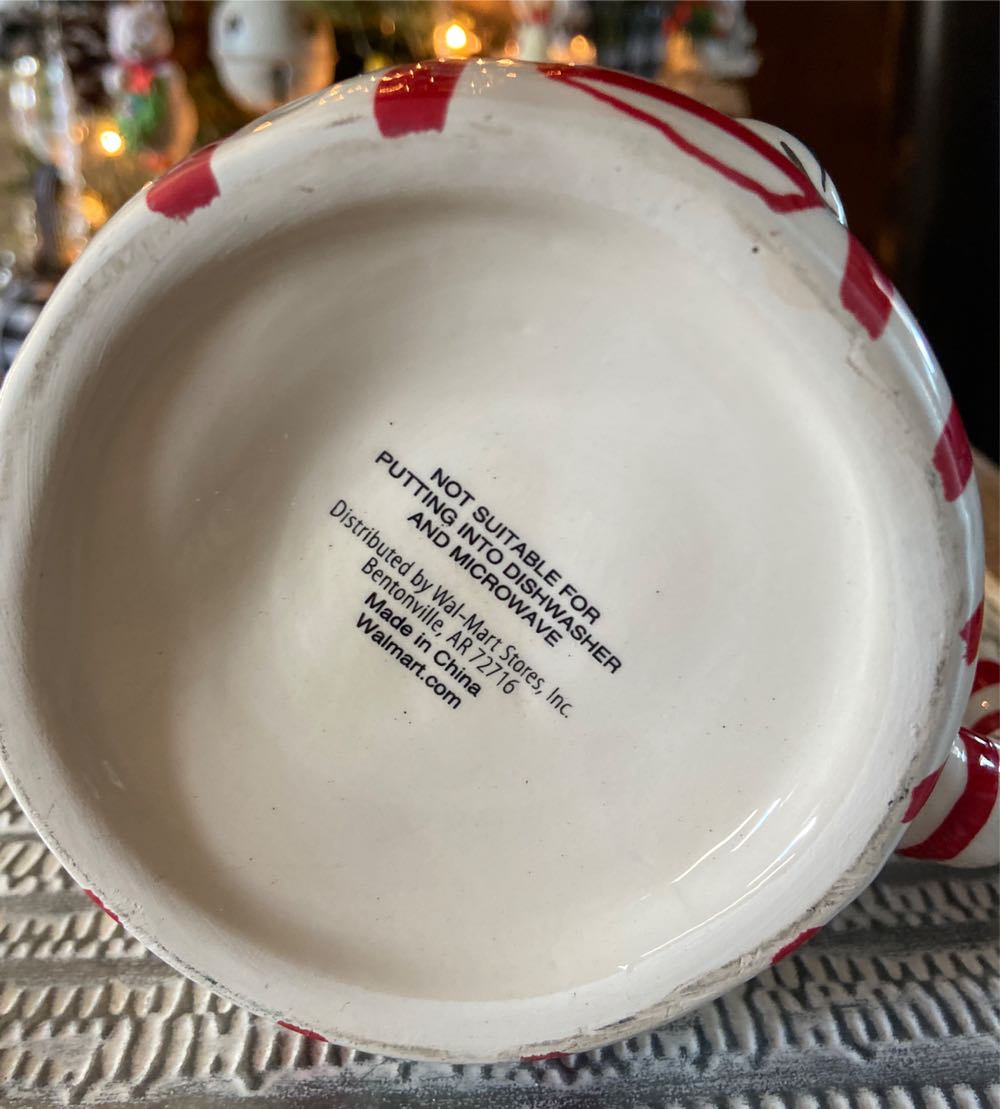 NOT SUITABLE FOR
PUTTING INTO DISHWASHER
AND MICROWAVE
Distributed by Wal-Mart Stores, Inc.
Bentonville, AR 72716
Made in China
Walmart.com